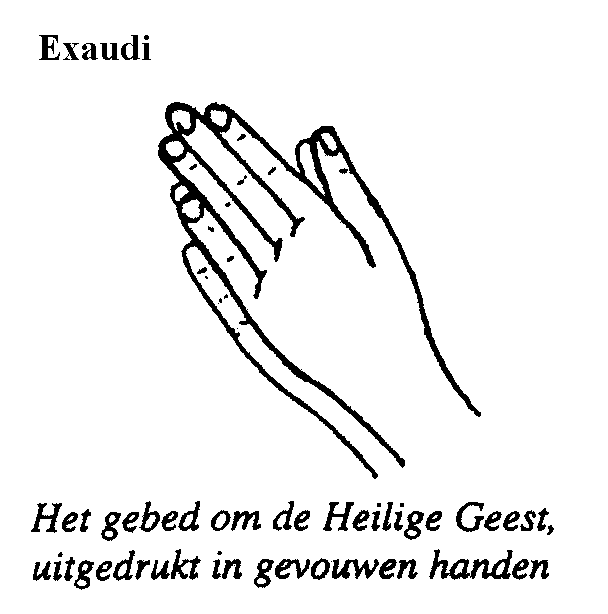 Exaudi
Het gebed om de Heilige Geest,
uitgedrukt in gevouwen handen